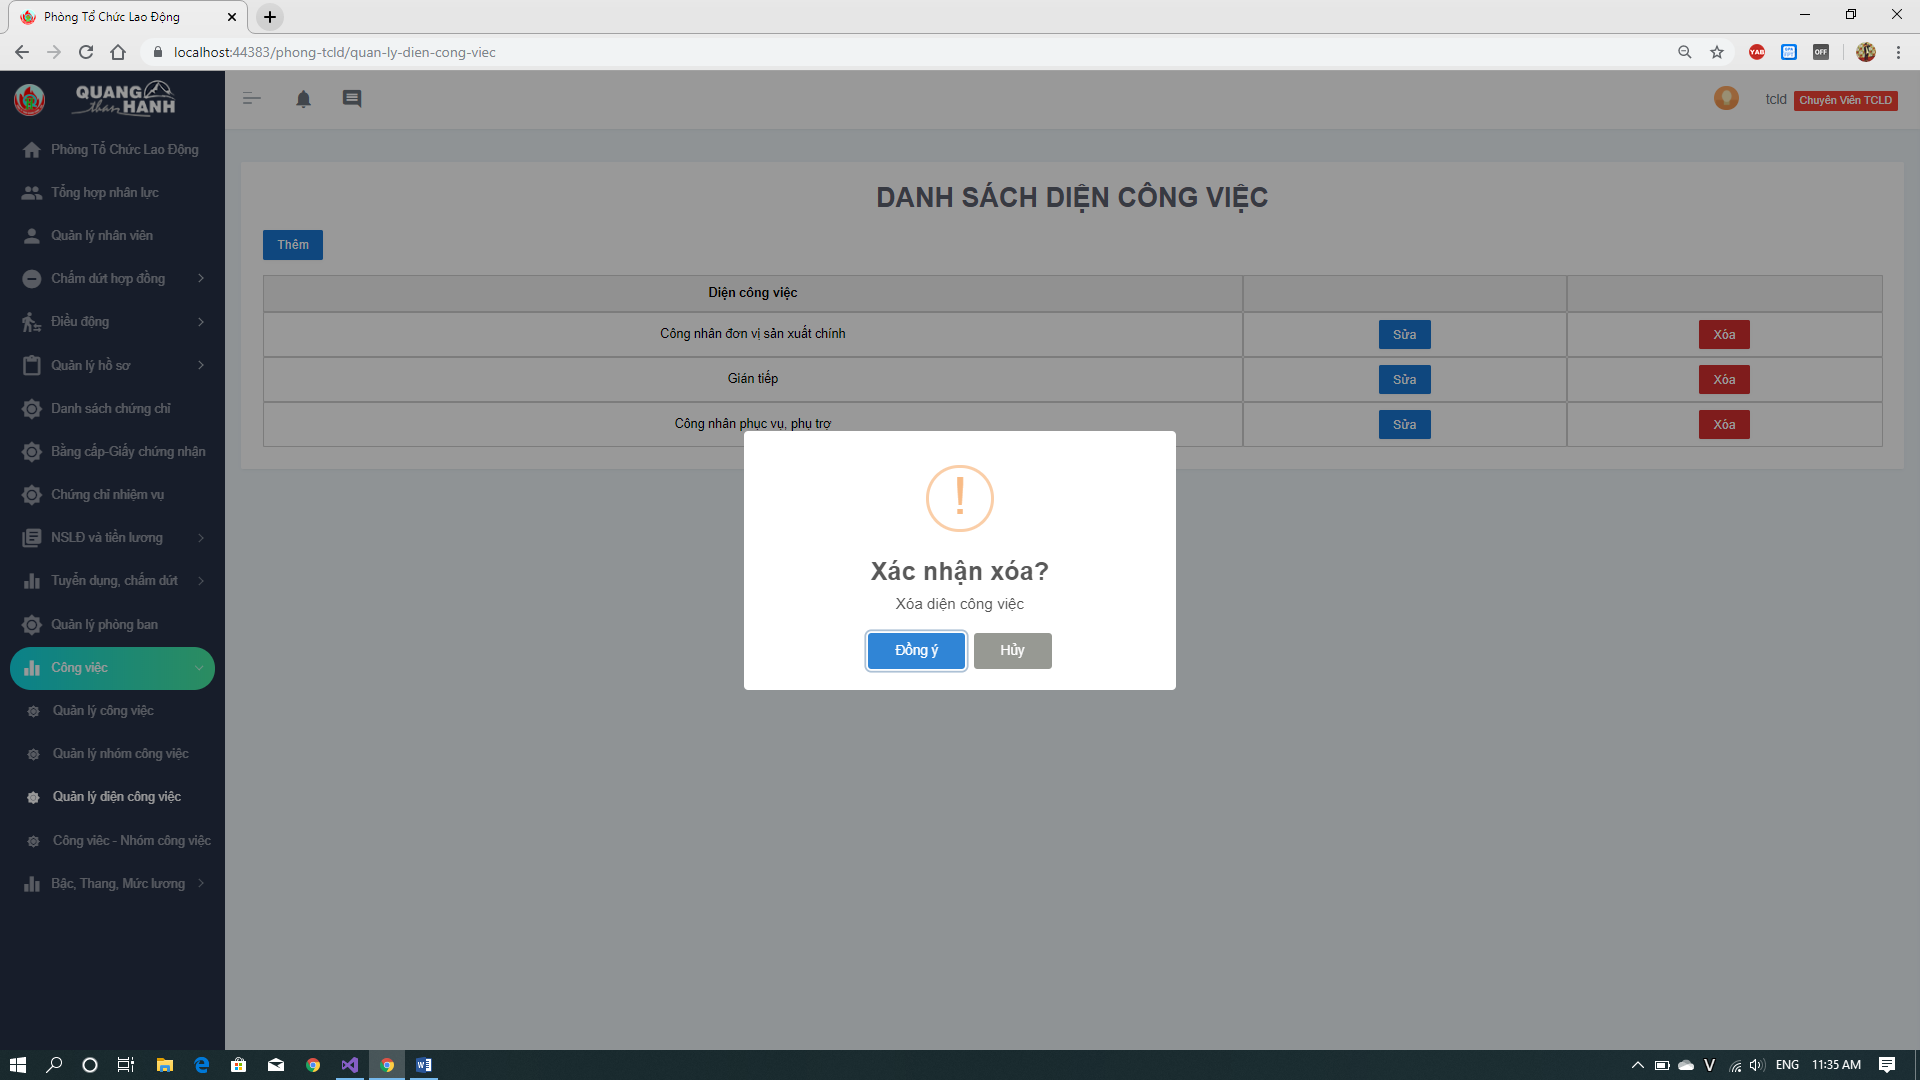 Phòng Tổ Chức Lao Động
localhost:44383/phong-tcld/quan-ly-dien-cong-viec
YAB
OFF
QUANG
than HANH
tcld Chuyên Viên TCLD
Phòng Tổ Chức Lao Động
Tổng hợp nhân lực
Quản lý nhân viên
Chấm dứt hợp đồng
Điều động
Quản lý hồ sơ
Danh sách chứng chỉ
Bằng cấp-Giấy chứng nhận
Chứng chỉ nhiệm vụ
NSLĐ và tiền lương
Tuyển dụng, chấm dứt
Quản lý phòng ban
Công việc
Quản lý công việc
Quản lý nhóm công việc
Quản lý diện công việc
Công viêc - Nhóm công việc
Bậc, Thang, Mức lương
DANH SÁCH DIỆN CÔNG VIỆC
Thêm
Diện công việc
Công nhân đơn vị sản xuất chính Sửa Xóa
Gián tiếp Sửa Xóa
Công nhân phục vụ, phụ trợ Sửa Xóa
!
Xác nhận xóa?
Xóa diện công việc
Đồng ý Hủy
V ENG 11:35 AM